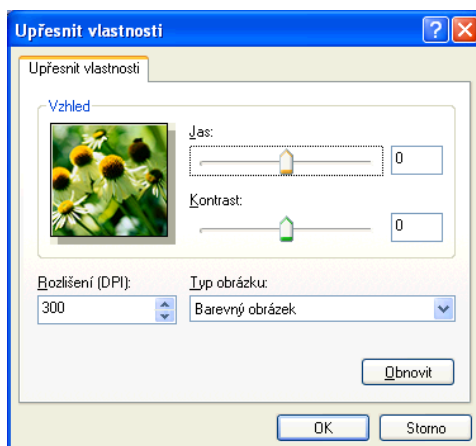 Upřesnit vlastnosti
Upřesnit vlastnosti
Vzhled
Jas:
0
Kontrast:
0
Rozlišení (DPI): Typ obrázku:
300 Barevný obrázek
Obnovit
OK Storno